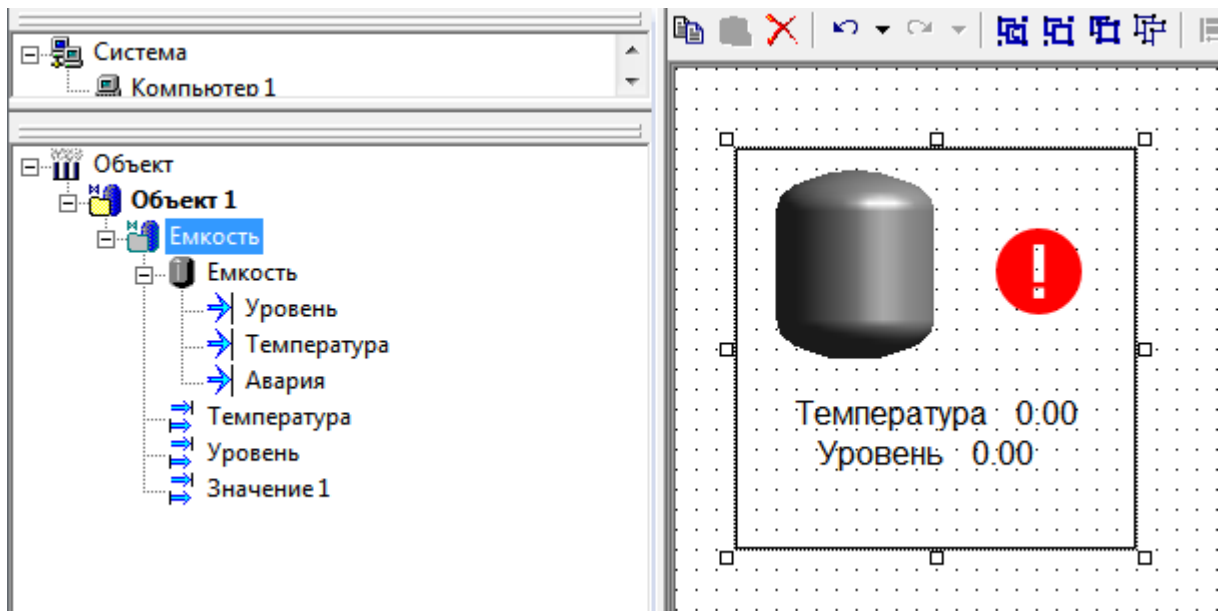 Система
Компьютер 1
Объект
Объект 1
Емкость
Емкость
Уровень
Температура
Авария
Температура
Уровень
Значение 1
Температура 0.00
Уровень 0.00